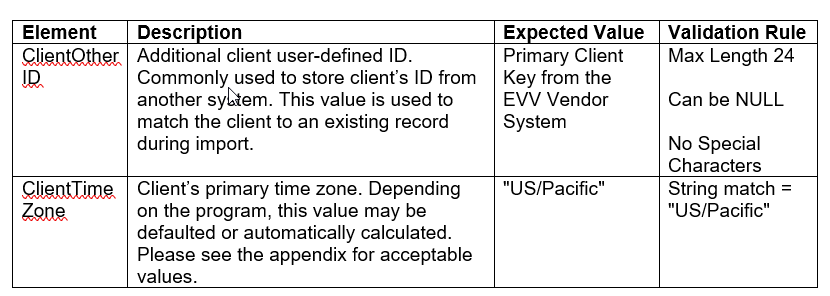 Element Description Expected Value Validation Rule
ClientOther Additional client user-defined ID. Primary Client Max Length 24
ID Commonly used to store client’s ID from Key from the
another system. This value is used to EVV Vendor Can be NULL
match the client to an existing record System
during import. No Special
Characters
ClientTime Client’s primary time zone. Depending "US/Pacific" String match =
Zone on the program, this value may be "US/Pacific"
defaulted or automatically calculated.
Please see the appendix for acceptable
values.